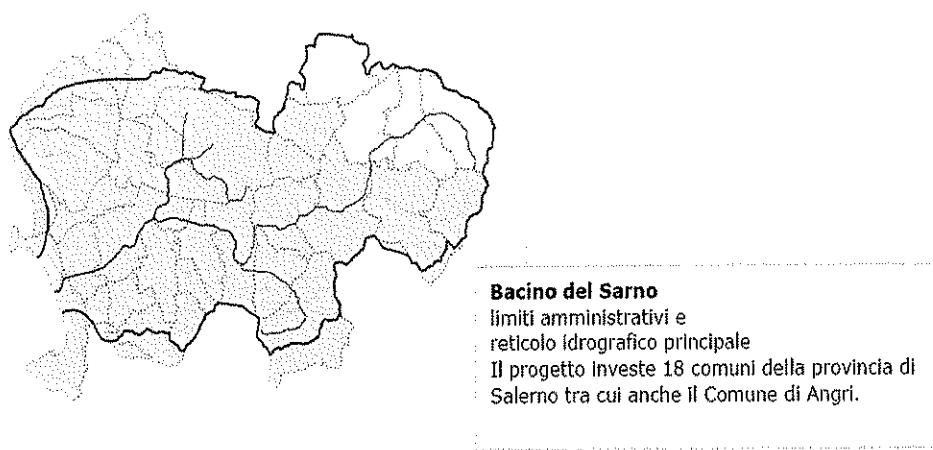 Bacino del Sarno
limiti amministrativi e
reticolo idrografico principale
Il progetto investe 18 comuni della provincia di
Salerno tra cui anche il Comune di Angri.